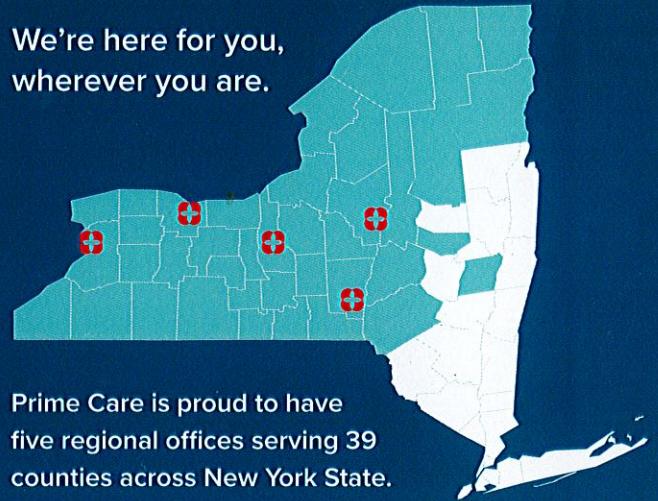 We're here for you,
wherever you are.
Prime Care is proud to have
five regional offices serving 39
counties across New York State.